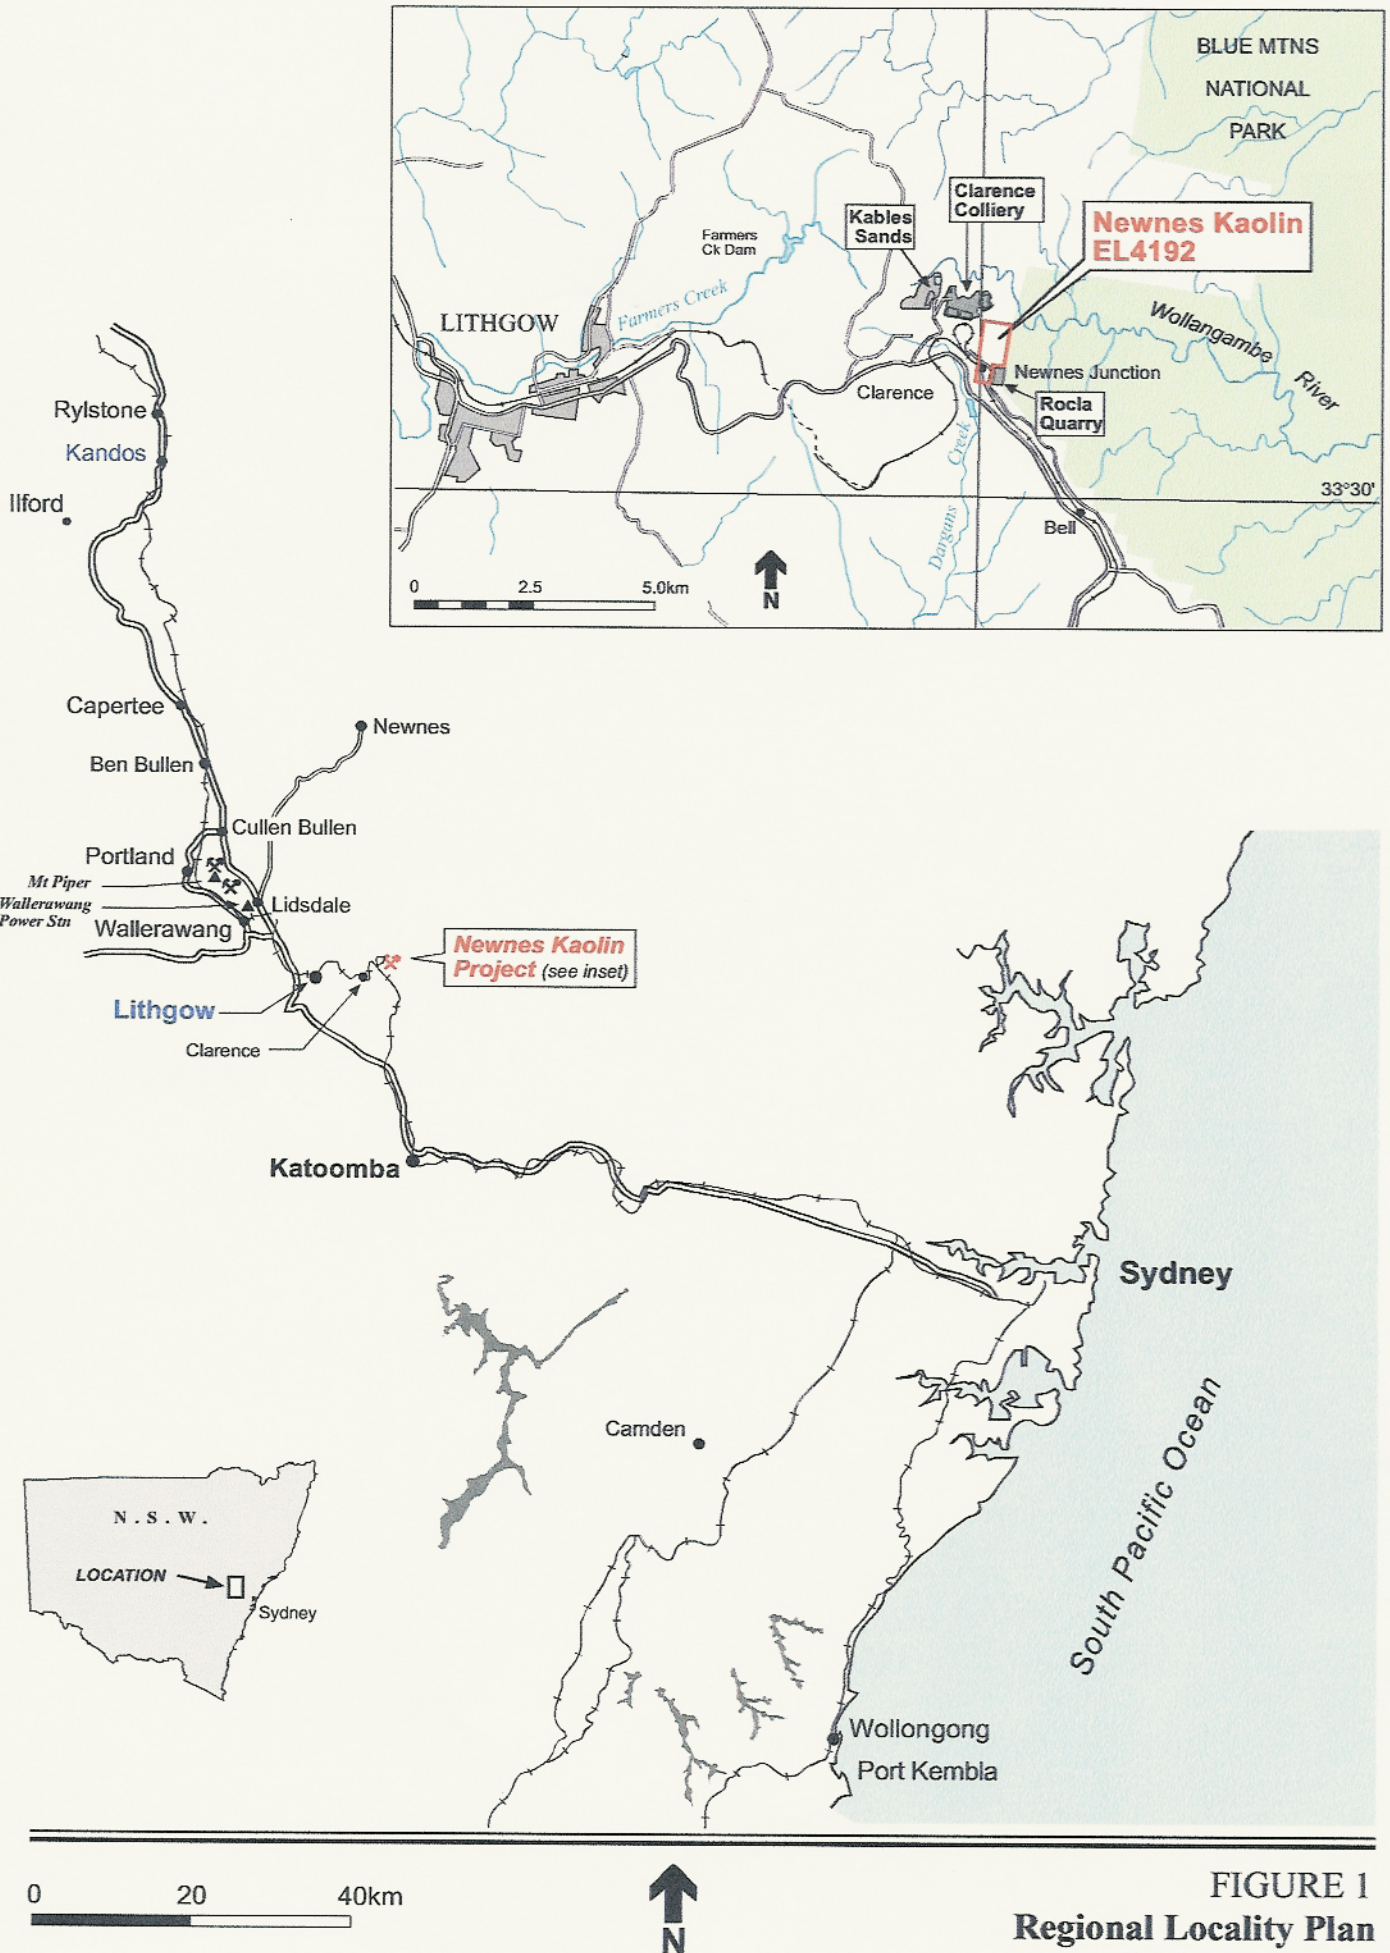 BLUE MTNS
NATIONAL
PARK
Clarence
Colliery
Kables
Sands
Newnes Kaolin
EL4192
Farmers
Ck Dam
Farmers Creek
LITHGOW
Wollangambe
River
Newnes Junction
Clarence
Rocla
Quarry
Creek
Dargans
33°30'
Bell
0 2.5 5.0km
N
Rylstone
Kandos
Ilford
Capertee
Newnes
Ben Bullen
Cullen Bullen
Portland
Mt Piper
Wallerawang
Power Stn
Lidsdale
Wallerawang
Newnes Kaolin
Project (see inset)
Lithgow
Clarence
Katoomba
Sydney
Camden
South Pacific Ocean
N.S.W.
LOCATION
Sydney
Wollongong
Port Kembla
0 20 40km
N
FIGURE 1
Regional Locality Plan